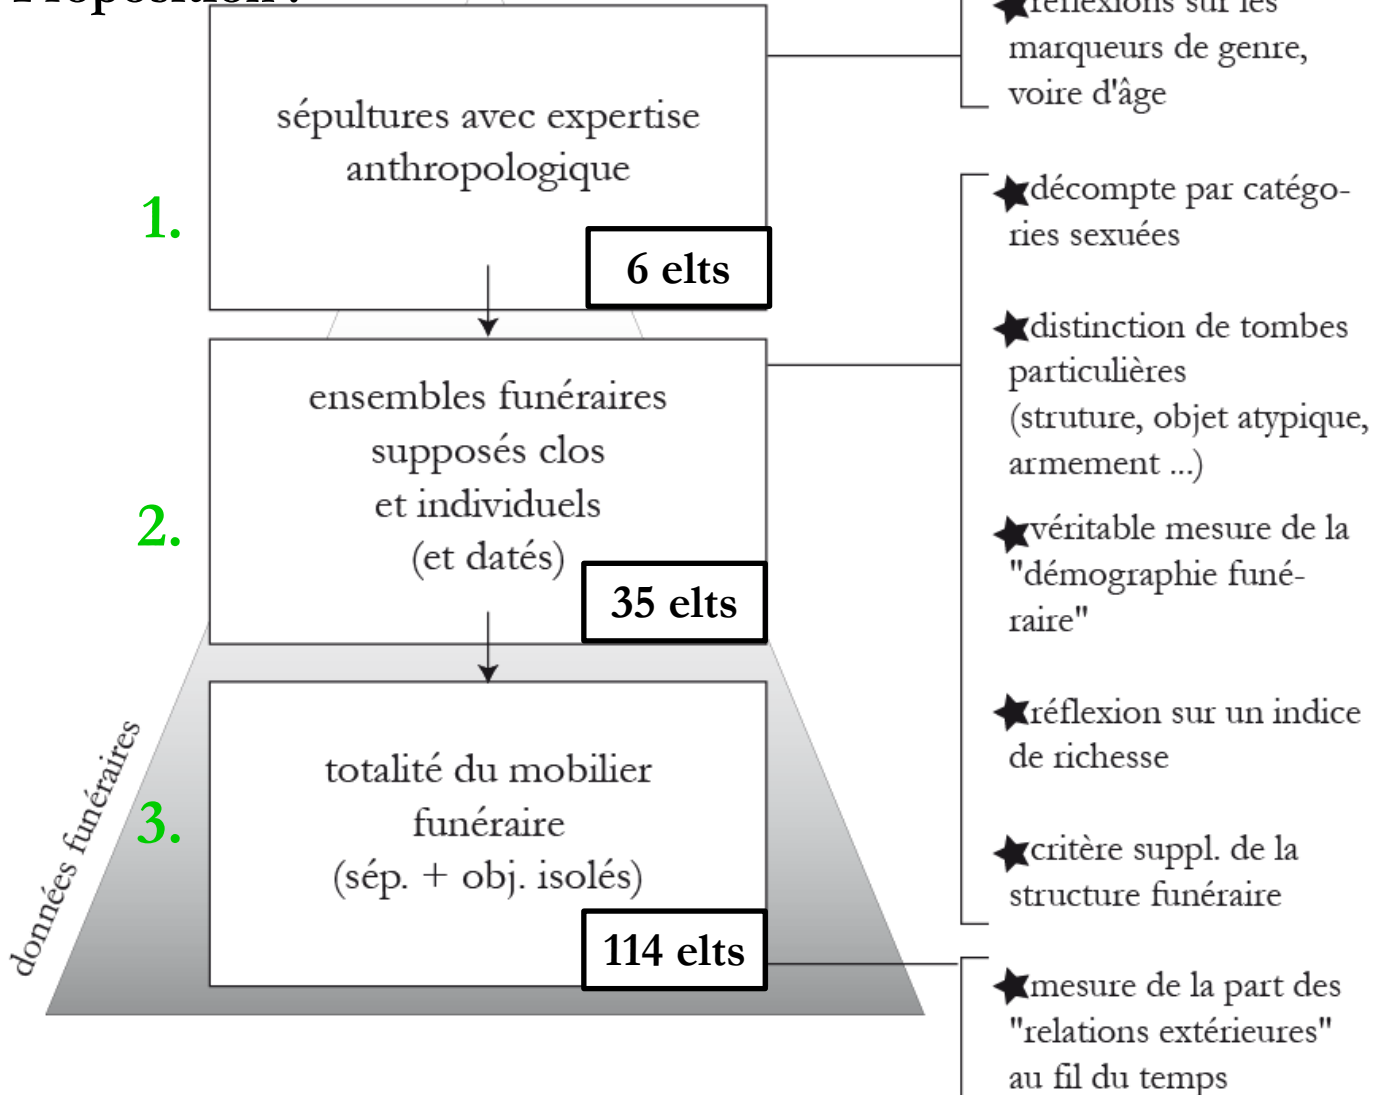 Proposition :
sépultures avec expertise
anthropologique
1.
6 elts
ensembles funéraires
supposés clos
et individuels
(et datés)
2.
35 elts
totalité du mobilier
funéraire
(sép. + obj. isolés)
3.
114 elts
données funéraires
réflexions sur les
marqueurs de genre,
voire d'âge
décompte par catégo-
ries sexuées
distinction de tombes
particulières
(struture, objet atypique,
armement ...)
véritable mesure de la
"démographie funé-
raire"
réflexion sur un indice
de richesse
critère suppl. de la
structure funéraire
mesure de la part des
"relations extérieures"
au fil du temps